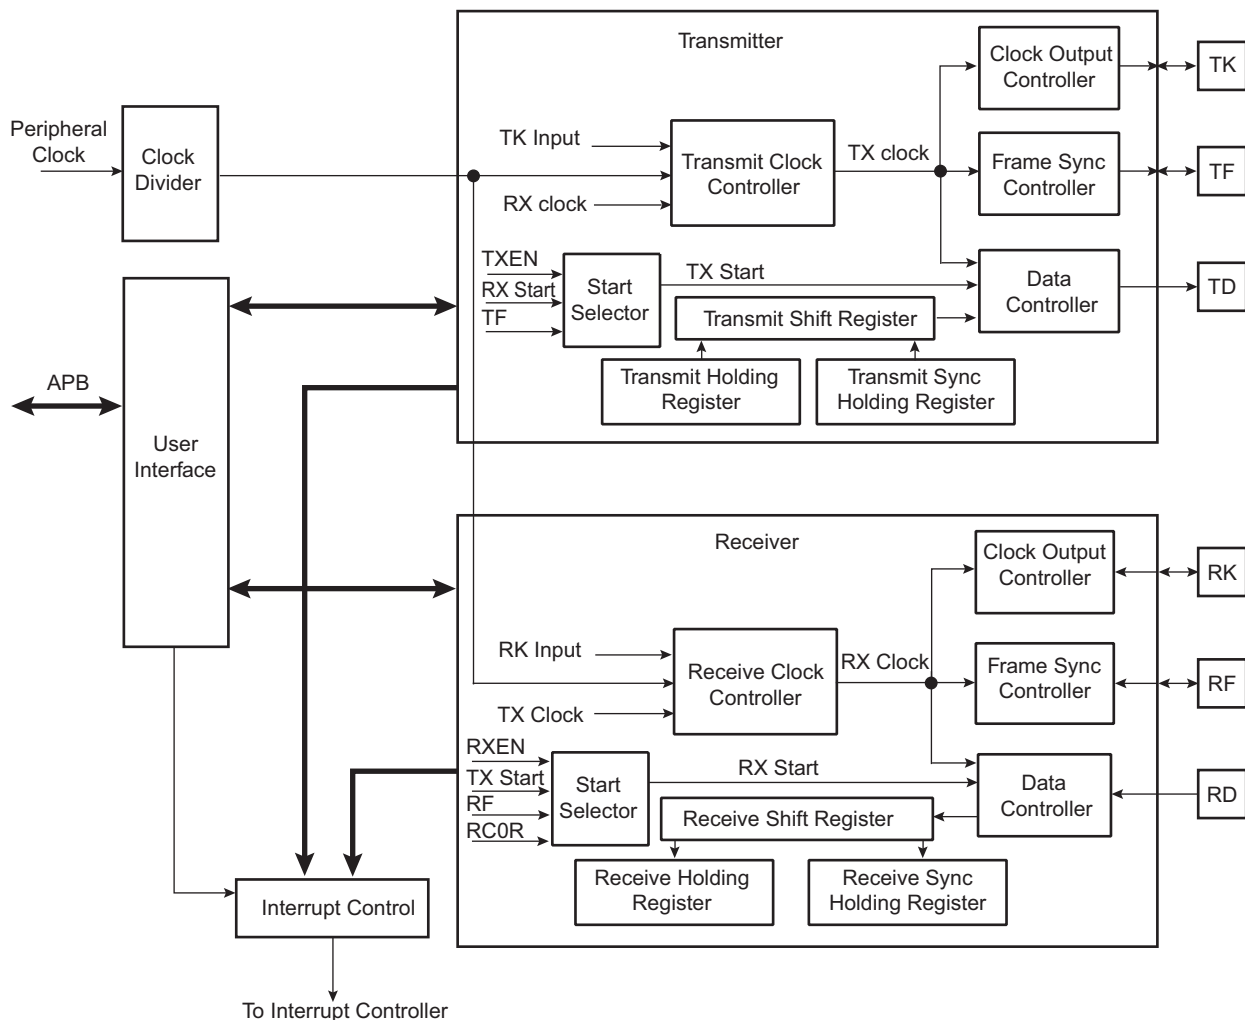 Transmitter
Clock Output
Controller
TK
Peripheral
Clock
Clock
Divider
TK Input
Transmit Clock
Controller
TX clock
Frame Sync
Controller
TF
RX clock
TXEN
RX Start
TF
Start
Selector
TX Start
Data
Controller
TD
Transmit Shift Register
Transmit Holding
Register
Transmit Sync
Holding Register
APB
User
Interface
Receiver
Clock Output
Controller
RK
RK Input
Receive Clock
Controller
RX Clock
Frame Sync
Controller
RF
TX Clock
RXEN
TX Start
RF
RC0R
Start
Selector
RX Start
Data
Controller
RD
Receive Shift Register
Receive Holding
Register
Receive Sync
Holding Register
Interrupt Control
To Interrupt Controller